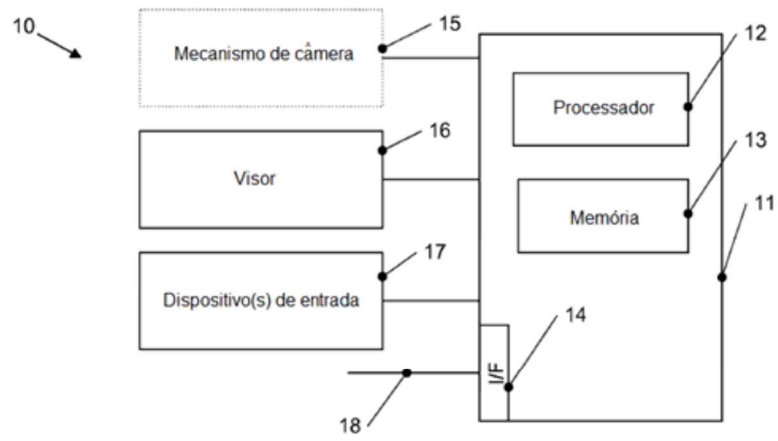 10
Mecanismo de câmera
15
12
Processador
16
Visor
13
Memória
11
17
Dispositivo(s) de entrada
14
I/F
18